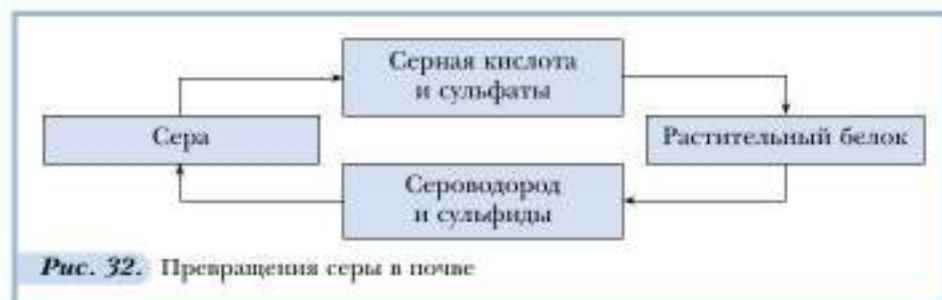 Серная кислота
и сульфаты
Сера
Растительный белок
Сероводород
и сульфиды
Рис. 32. Превращения серы в почве